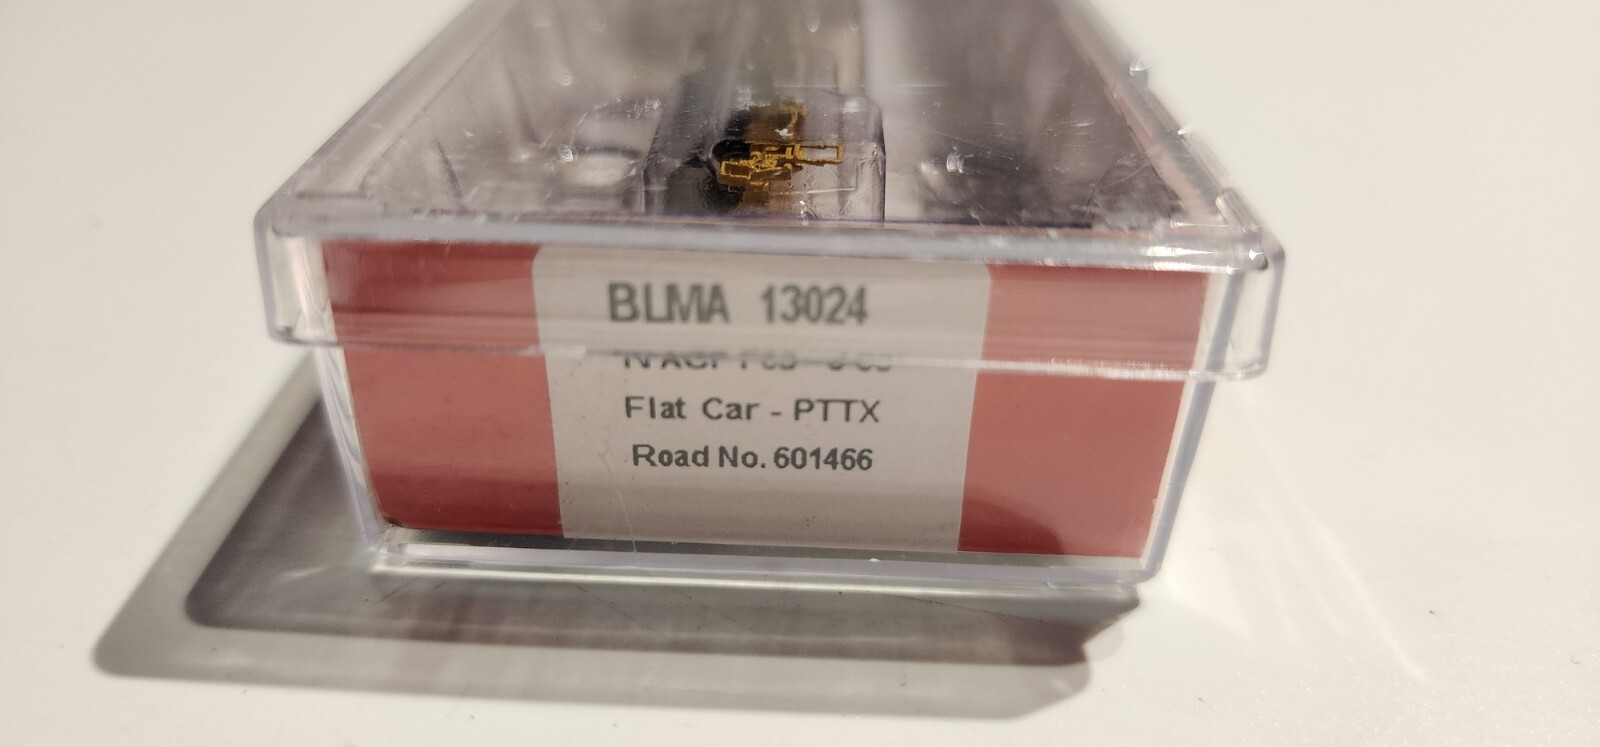 BLMA 13024
Flat Car - PTTX
Road No. 601466